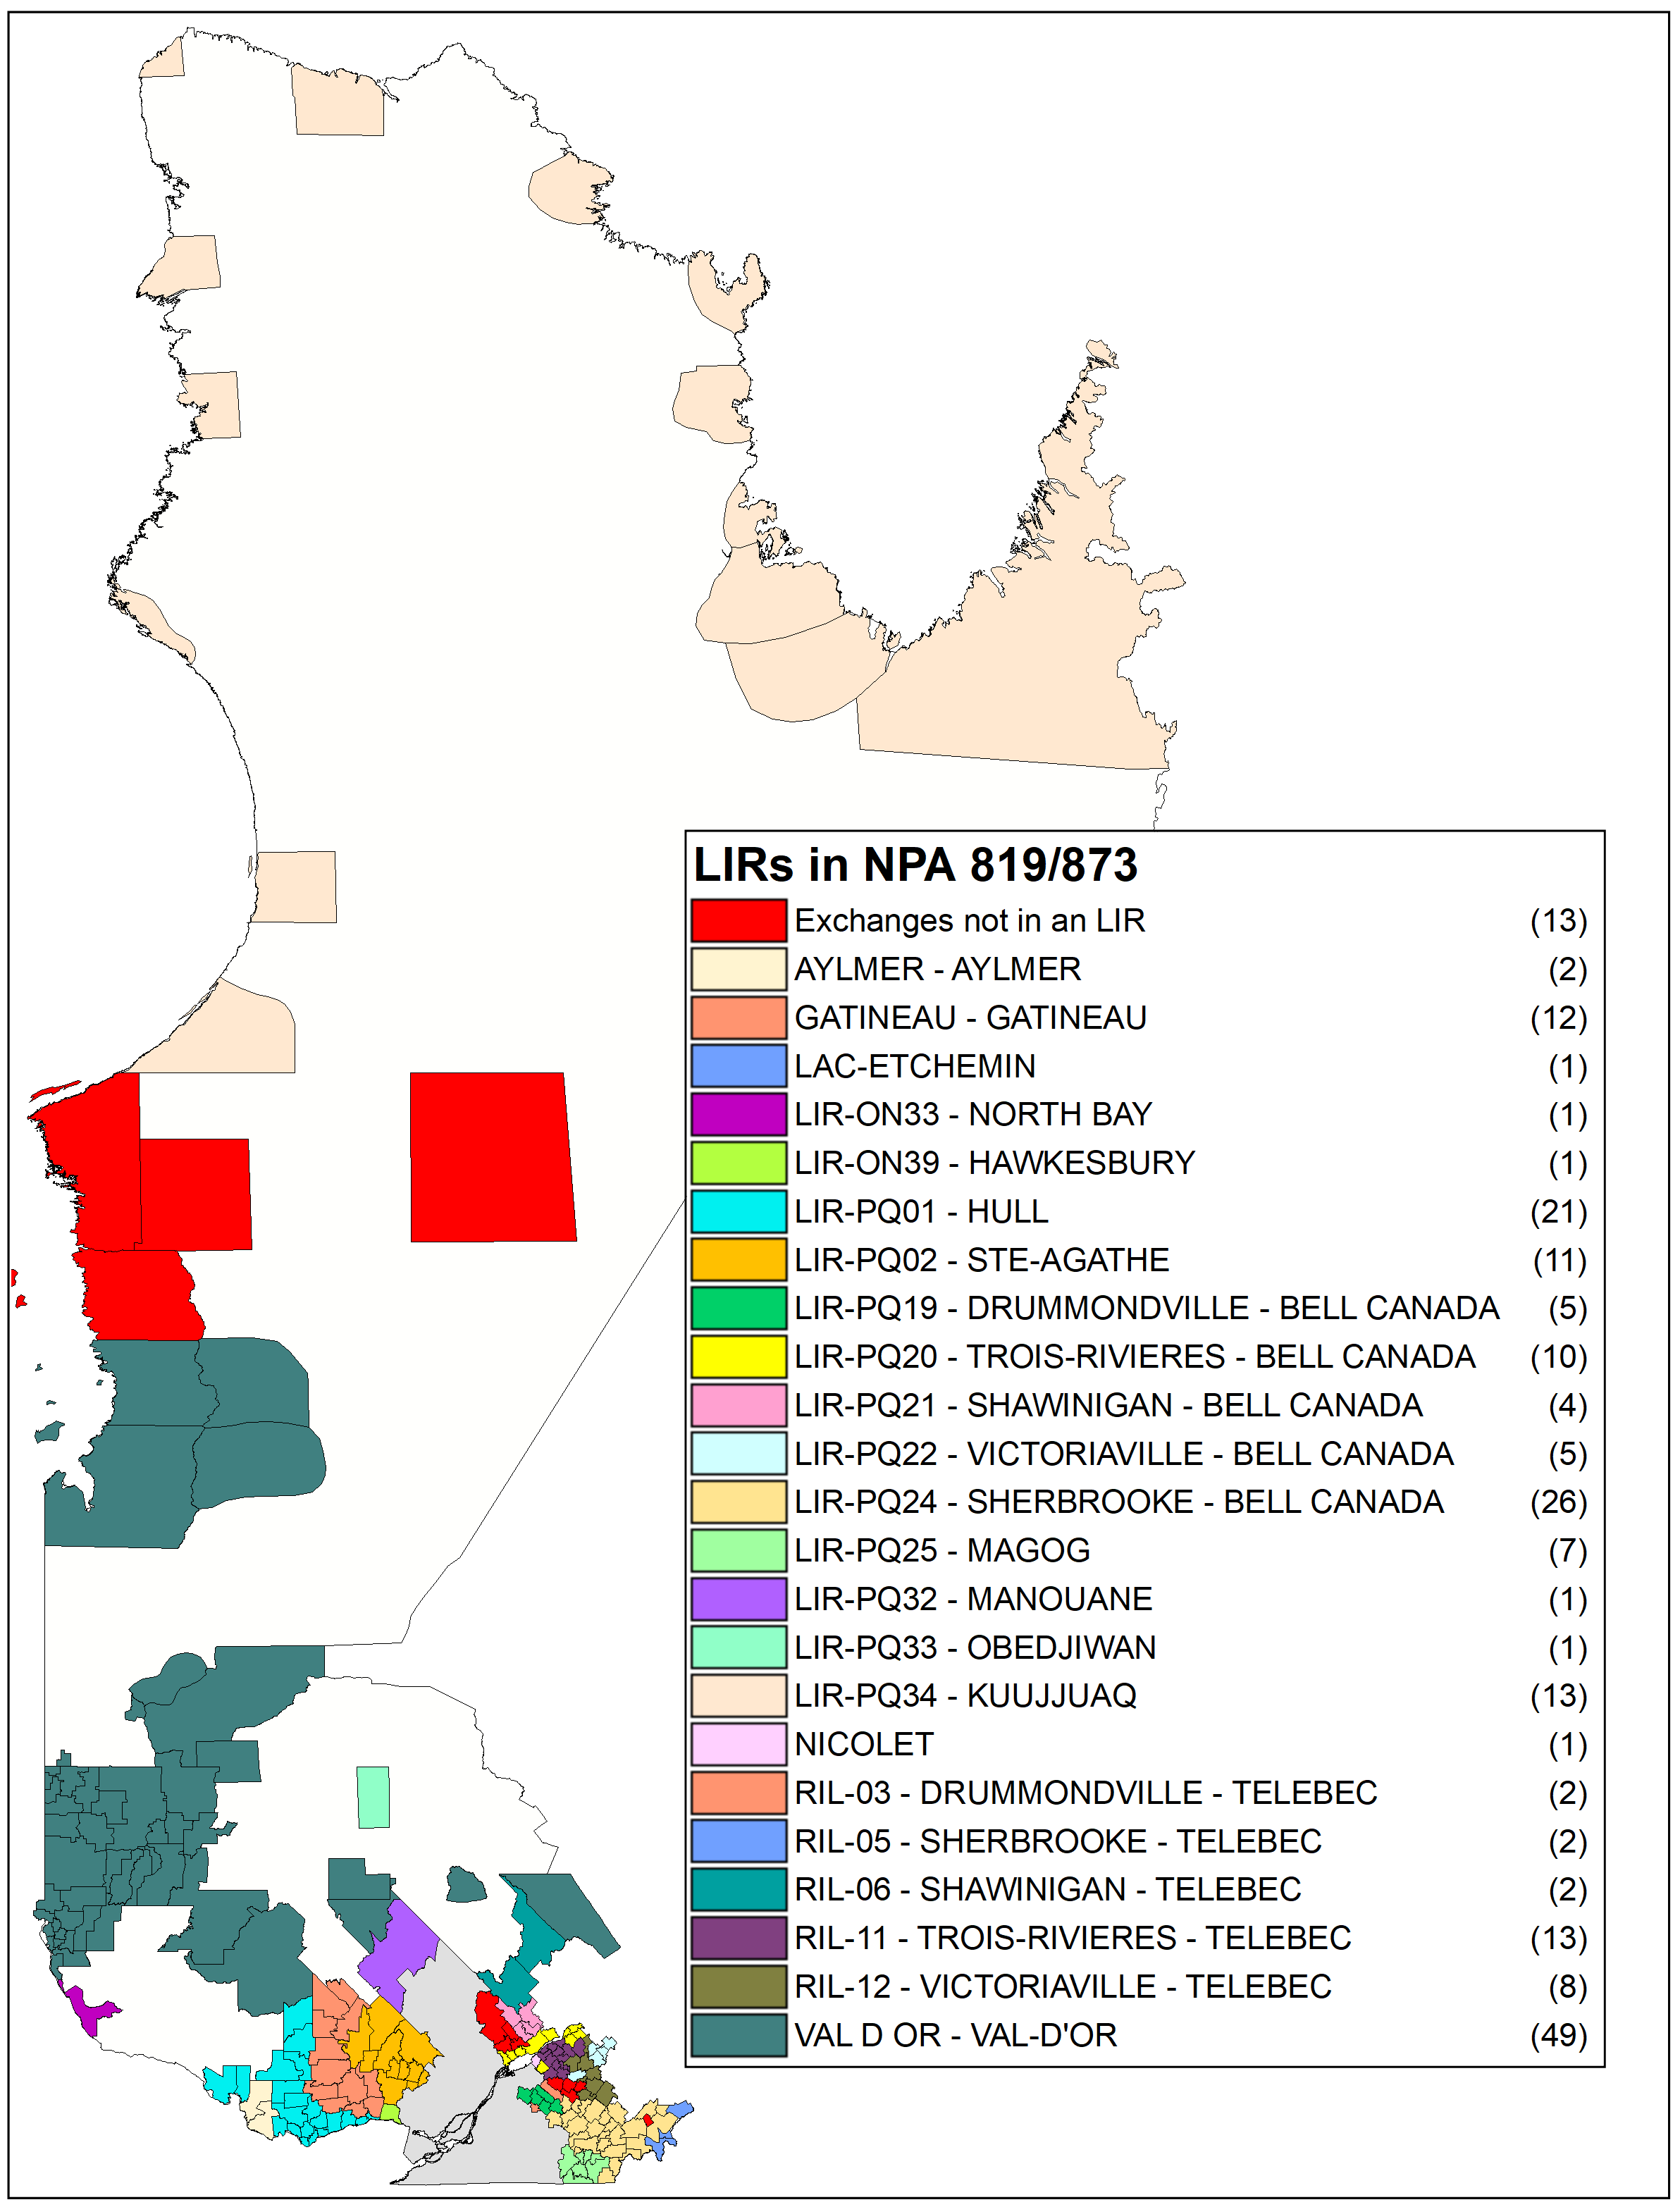 LIRs in NPA 819/873
Exchanges not in an LIR (13)
AYLMER - AYLMER (2)
GATINEAU - GATINEAU (12)
LAC-ETCHEMIN (1)
LIR-ON33 - NORTH BAY (1)
LIR-ON39 - HAWKESBURY (1)
LIR-PQ01 - HULL (21)
LIR-PQ02 - STE-AGATHE (11)
LIR-PQ19 - DRUMMONDVILLE - BELL CANADA (5)
LIR-PQ20 - TROIS-RIVIERES - BELL CANADA (10)
LIR-PQ21 - SHAWINIGAN - BELL CANADA (4)
LIR-PQ22 - VICTORIAVILLE - BELL CANADA (5)
LIR-PQ24 - SHERBROOKE - BELL CANADA (26)
LIR-PQ25 - MAGOG (7)
LIR-PQ32 - MANOUANE (1)
LIR-PQ33 - OBEDJIWAN (1)
LIR-PQ34 - KUUJJUAQ (13)
NICOLET (1)
RIL-03 - DRUMMONDVILLE - TELEBEC (2)
RIL-05 - SHERBROOKE - TELEBEC (2)
RIL-06 - SHAWINIGAN - TELEBEC (2)
RIL-11 - TROIS-RIVIERES - TELEBEC (13)
RIL-12 - VICTORIAVILLE - TELEBEC (8)
VAL D OR - VAL-D'OR (49)